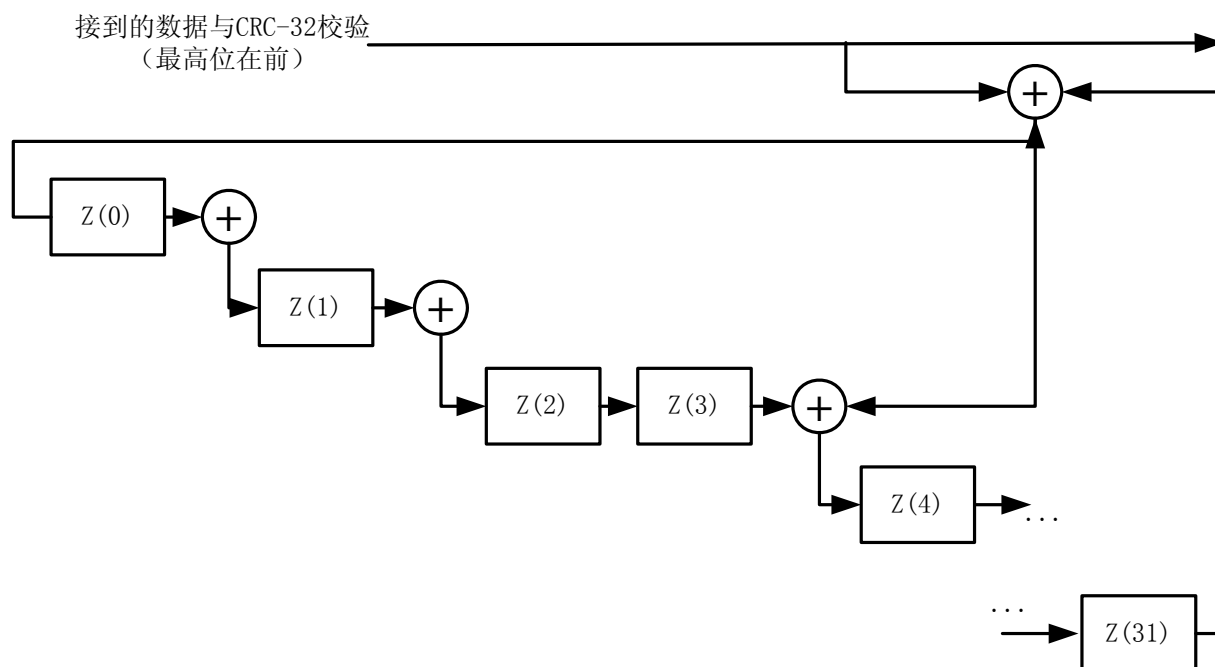 接到的数据与CRC-32校验
（最高位在前）
+
Z(0)
+
Z(1)
+
Z(2)
Z(3)
+
Z(4)
...
...
Z(31)